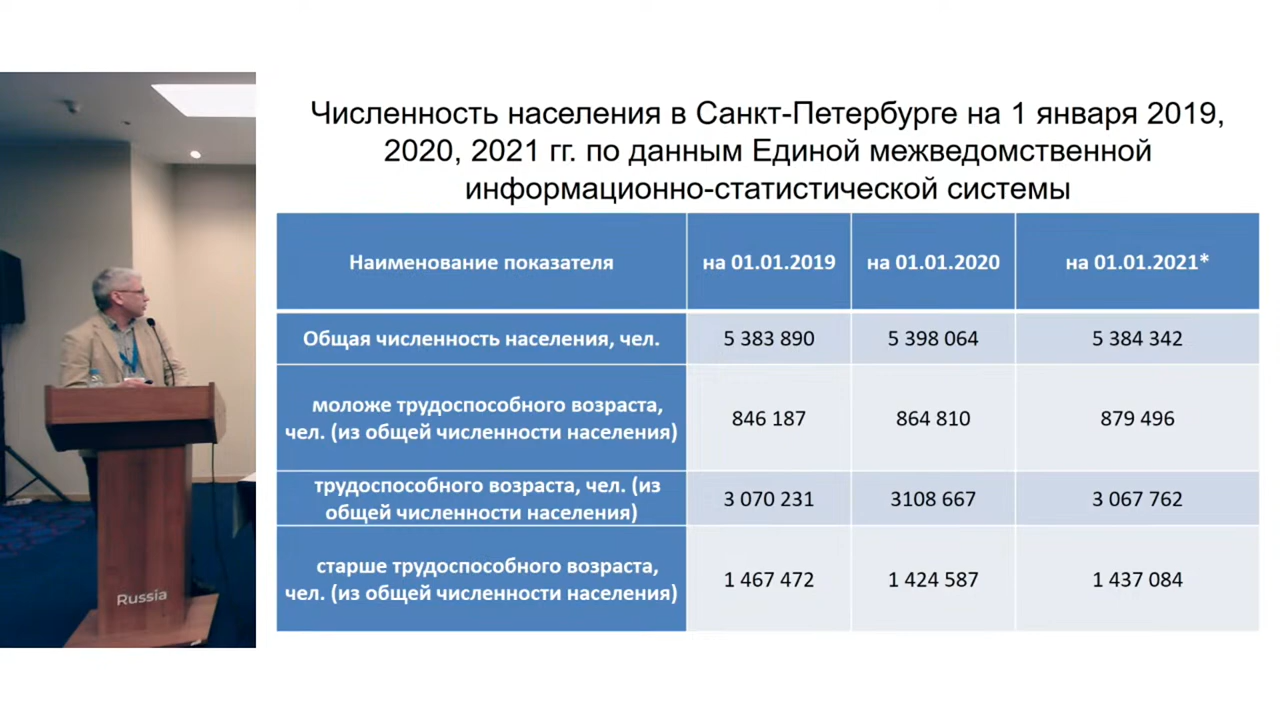 Численность населения в Санкт-Петербурге на 1 января 2019,
2020, 2021 гг. по данным Единой межведомственной
информационно-статистической системы
Наименование показателя
на 01.01.2019
на 01.01.2020
на 01.01.2021*
Общая численность населения, чел.
5 383 890
5 398 064
5 384 342
моложе трудоспособного возраста,
чел. (из общей численности населения)
846 187
864 810
879 496
трудоспособного возраста, чел. (из
общей численности населения)
3 070 231
3108 667
3 067 762
старше трудоспособного возраста,
чел. (из общей численности населения)
1 467 472
1 424 587
1 437 084
Russia